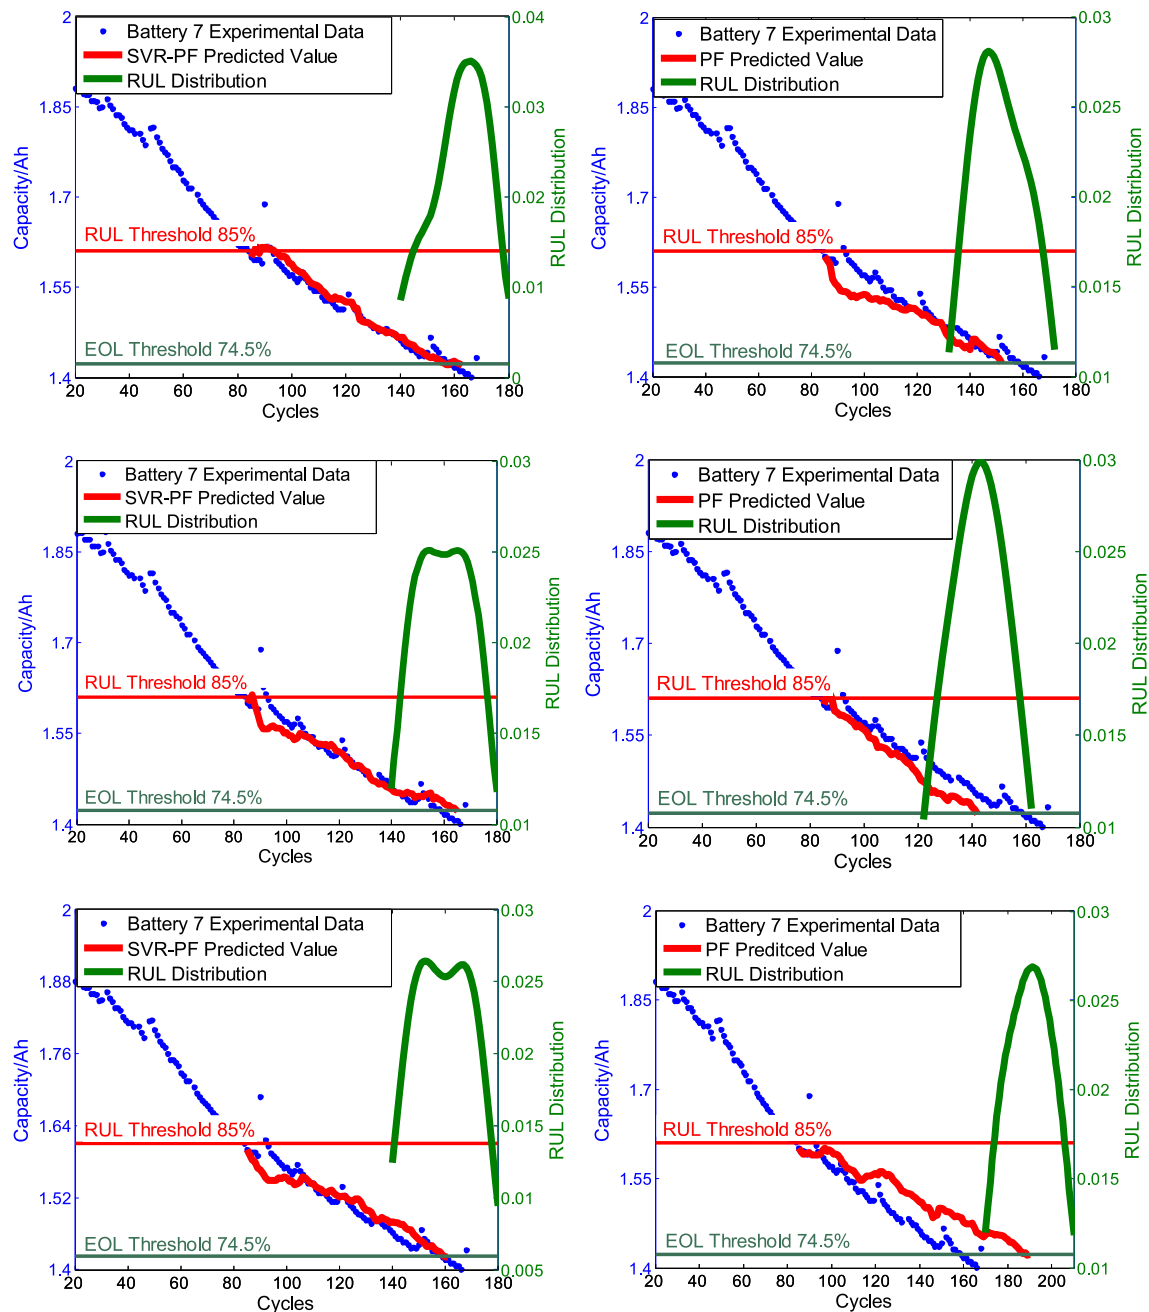 2
Battery 7 Experimental Data
SVR-PF Predicted Value
RUL Distribution
0.04
1.85
0.03
1.7
0.02
RUL Threshold 85%
1.55
0.01
EOL Threshold 74.5%
1.4
0
20 40 60 80 100 120 140 160 180
Cycles
Capacity/Ah
RUL Distribution
2
Battery 7 Experimental Data
PF Predicted Value
RUL Distribution
0.03
1.85
0.025
1.7
0.02
RUL Threshold 85%
1.55
0.015
EOL Threshold 74.5%
1.4
0.01
20 40 60 80 100 120 140 160 180
Cycles
Capacity/Ah
RUL Distribution
2
Battery 7 Experimental Data
SVR-PF Predicted Value
RUL Distribution
0.03
1.85
0.025
1.7
0.02
RUL Threshold 85%
1.55
0.015
EOL Threshold 74.5%
1.4
0.01
20 40 60 80 100 120 140 160 180
Cycles
Capacity/Ah
RUL Distribution
2
Battery 7 Experimental Data
PF Predicted Value
RUL Distribution
0.03
1.85
0.025
1.7
0.02
RUL Threshold 85%
1.55
0.015
EOL Threshold 74.5%
1.4
0.01
20 40 60 80 100 120 140 160 180
Cycles
Capacity/Ah
RUL Distribution
2
Battery 7 Experimental Data
SVR-PF Predicted Value
RUL Distribution
0.03
1.88
0.025
1.76
0.02
1.64
RUL Threshold 85%
0.015
1.52
0.01
EOL Threshold 74.5%
1.4
0.005
20 40 60 80 100 120 140 160 180
Cycles
Capacity/Ah
RUL Distribution
2
Battery 7 Experimental Data
PF Preditced Value
RUL Distribution
0.03
1.85
0.025
1.7
0.02
RUL Threshold 85%
1.55
0.015
EOL Threshold 74.5%
1.4
0.01
20 40 60 80 100 120 140 160 180 200
Cycles
Capacity/Ah
RUL Distribution